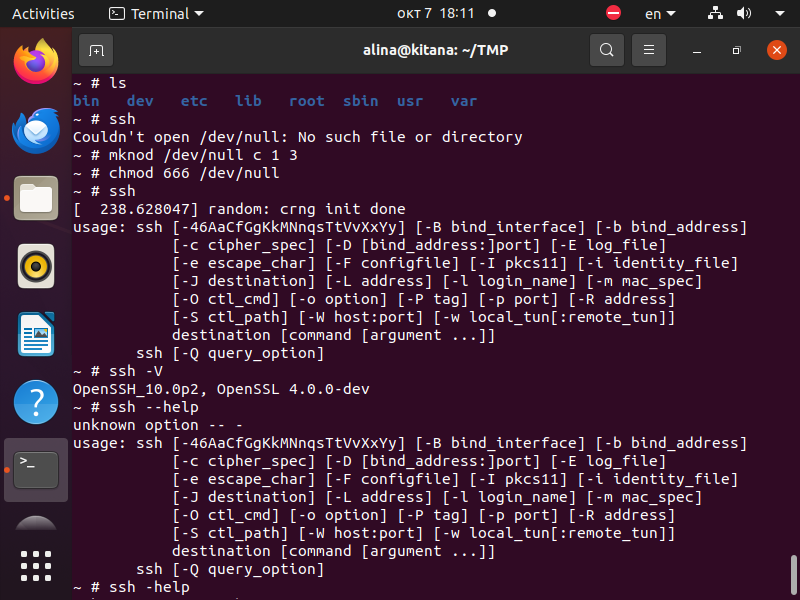 Activities
Terminal
окт 7 18:11
en
alina@kitana: ~/TMP
~ # ls
bin dev etc lib root sbin usr var
~ # ssh
Couldn't open /dev/null: No such file or directory
~ # mknod /dev/null c 1 3
~ # chmod 666 /dev/null
~ # ssh
[  238.628047] random: crng init done
usage: ssh [-46AaCfGgKkMNnqsTtVvXxYy] [-B bind_interface] [-b bind_address]
[-c cipher_spec] [-D [bind_address:]port] [-E log_file]
[-e escape_char] [-F configfile] [-I pkcs11] [-i identity_file]
[-J destination] [-L address] [-l login_name] [-m mac_spec]
[-O ctl_cmd] [-o option] [-P tag] [-p port] [-R address]
[-S ctl_path] [-W host:port] [-w local_tun[:remote_tun]]
destination [command [argument ...]]
ssh [-Q query_option]
~ # ssh -V
OpenSSH_10.0p2, OpenSSL 4.0.0-dev
~ # ssh --help
unknown option -- -
usage: ssh [-46AaCfGgKkMNnqsTtVvXxYy] [-B bind_interface] [-b bind_address]
[-c cipher_spec] [-D [bind_address:]port] [-E log_file]
[-e escape_char] [-F configfile] [-I pkcs11] [-i identity_file]
[-J destination] [-L address] [-l login_name] [-m mac_spec]
[-O ctl_cmd] [-o option] [-P tag] [-p port] [-R address]
[-S ctl_path] [-W host:port] [-w local_tun[:remote_tun]]
destination [command [argument ...]]
ssh [-Q query_option]
~ # ssh -help